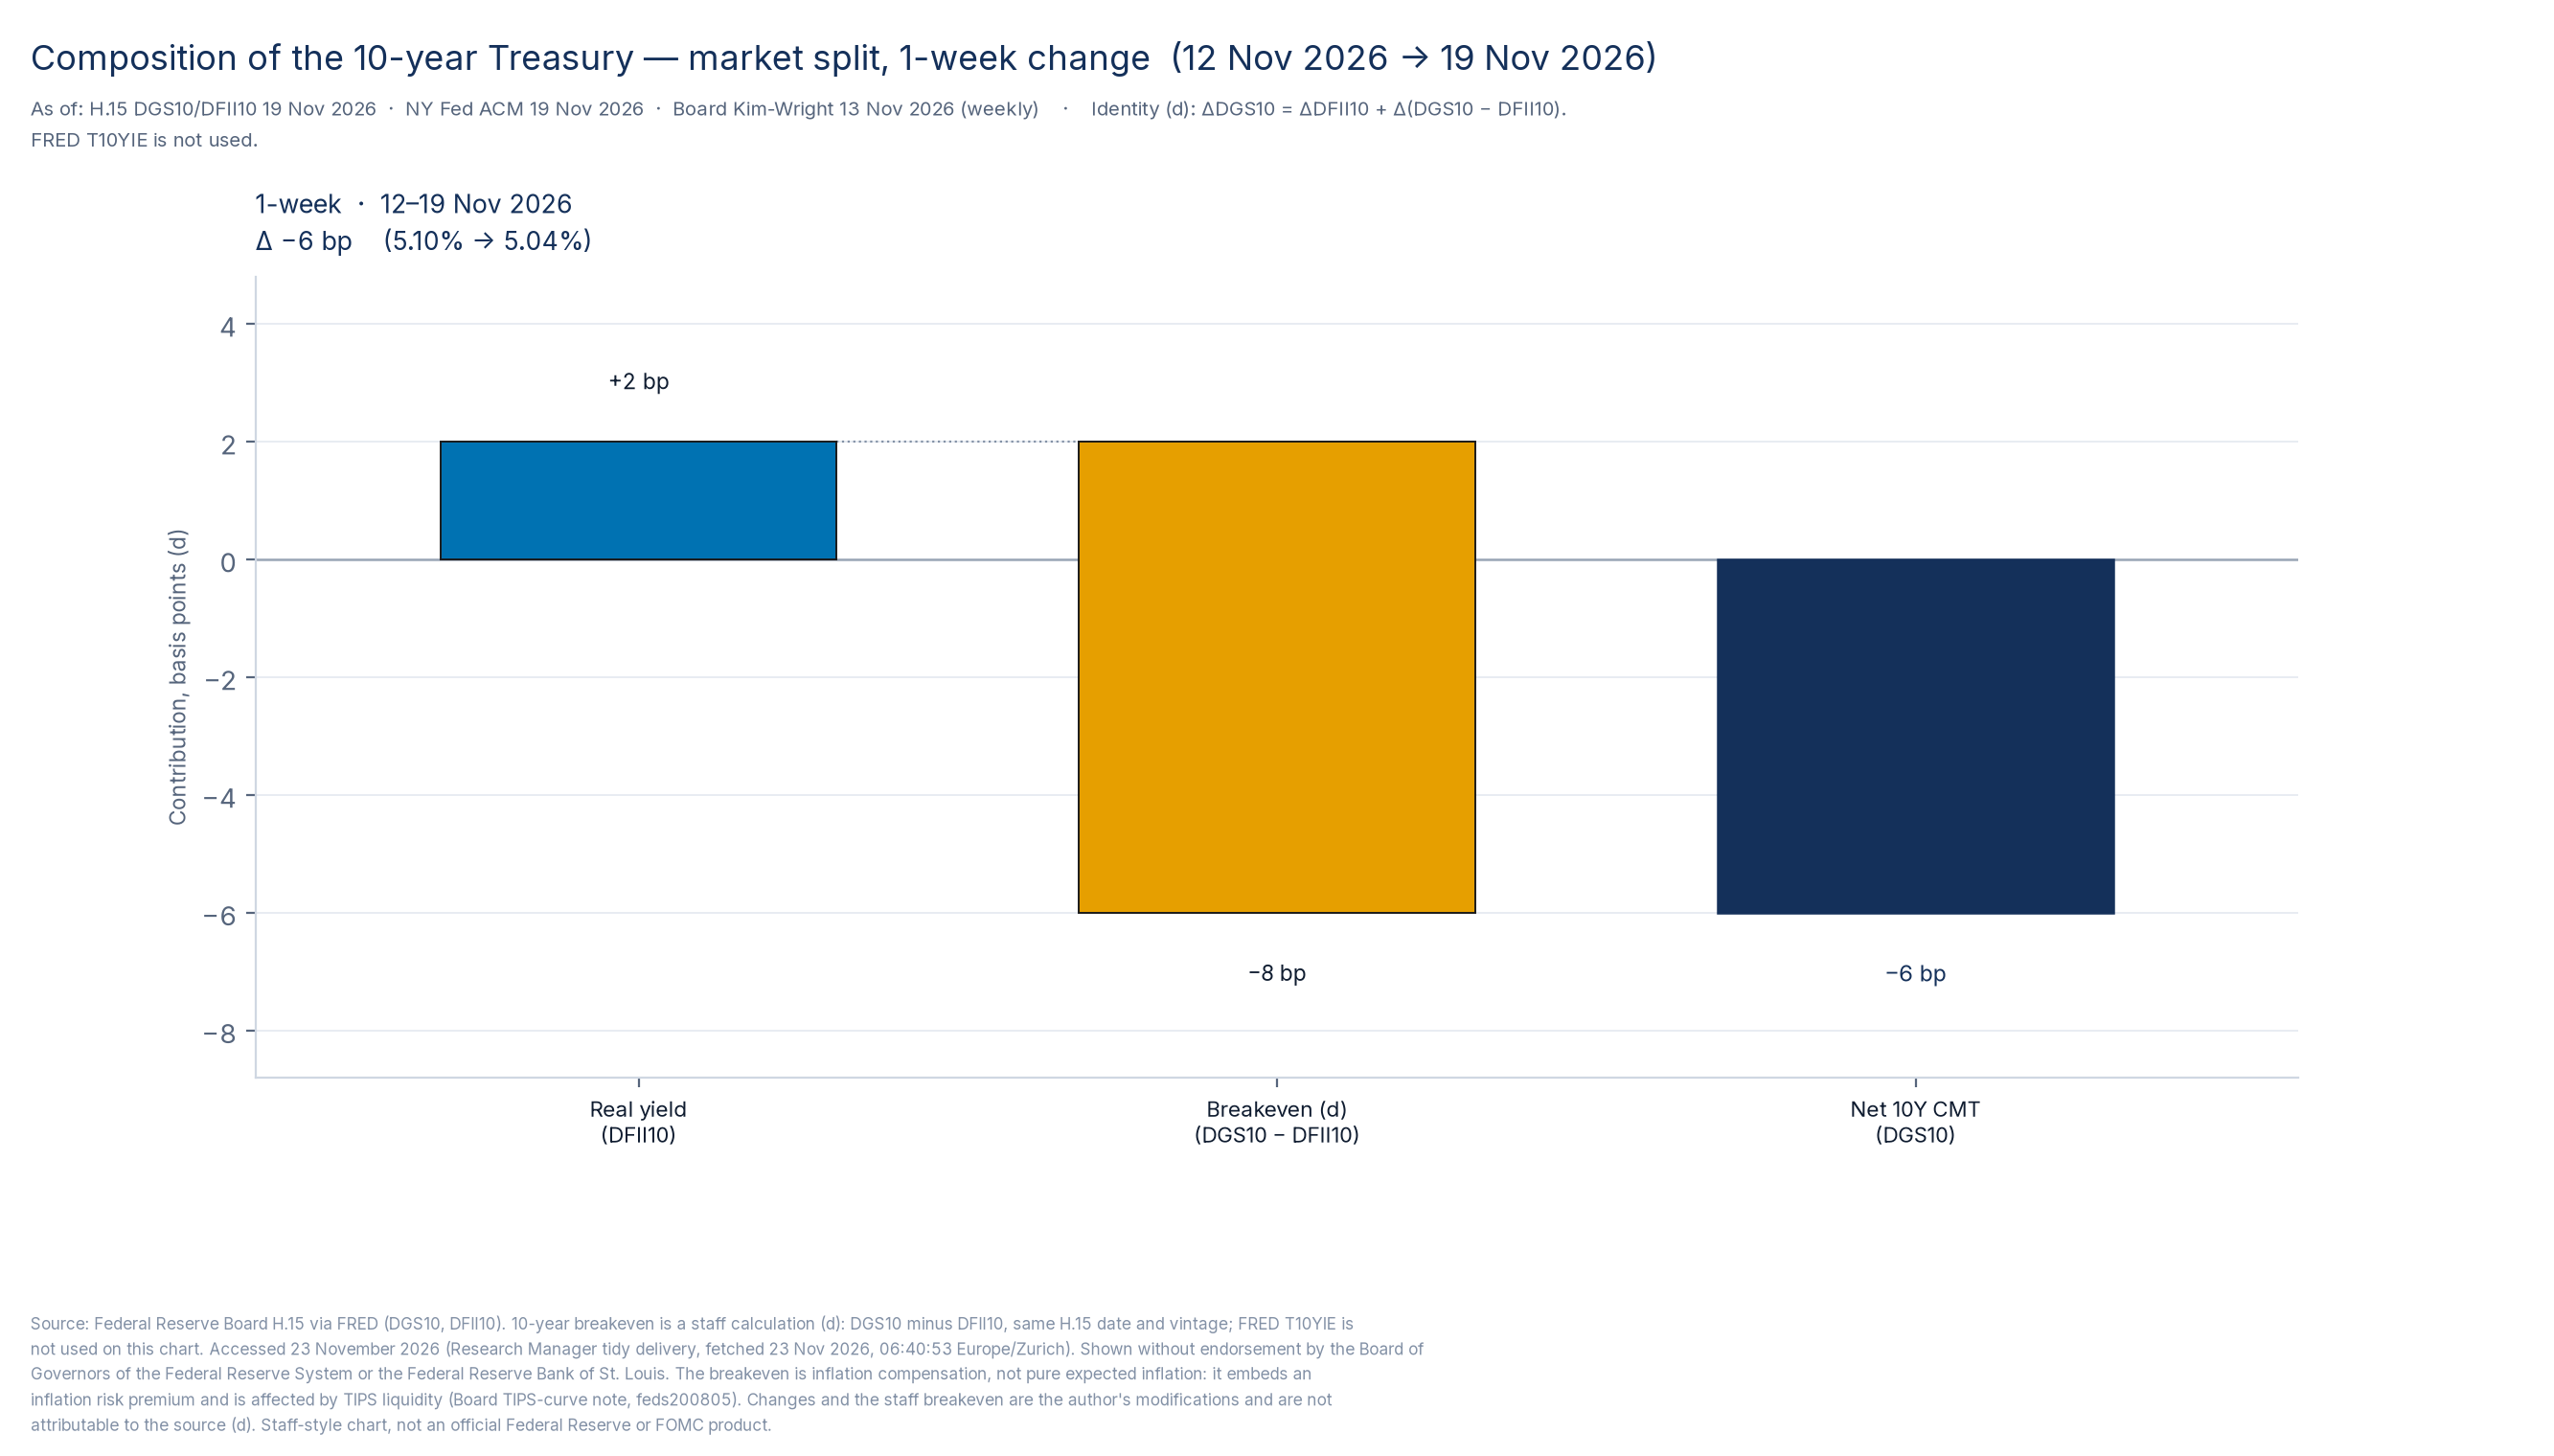 Composition of the 10-year Treasury — market split, 1-week change  (12 Nov 2026 → 19 Nov 2026)
As of: H.15 DGS10/DFII10 19 Nov 2026  ·  NY Fed ACM 19 Nov 2026  ·  Board Kim-Wright 13 Nov 2026 (weekly)    ·    Identity (d): ΔDGS10 = ΔDFII10 + Δ(DGS10 − DFII10).
FRED T10YIE is not used.
1-week  ·  12–19 Nov 2026
Δ −6 bp    (5.10% → 5.04%)
Contribution, basis points (d)
4
2
0
−2
−4
−6
−8
+2 bp
−8 bp
−6 bp
Real yield
(DFII10)
Breakeven (d)
(DGS10 − DFII10)
Net 10Y CMT
(DGS10)
Source: Federal Reserve Board H.15 via FRED (DGS10, DFII10). 10-year breakeven is a staff calculation (d): DGS10 minus DFII10, same H.15 date and vintage; FRED T10YIE is
not used on this chart. Accessed 23 November 2026 (Research Manager tidy delivery, fetched 23 Nov 2026, 06:40:53 Europe/Zurich). Shown without endorsement by the Board of
Governors of the Federal Reserve System or the Federal Reserve Bank of St. Louis. The breakeven is inflation compensation, not pure expected inflation: it embeds an
inflation risk premium and is affected by TIPS liquidity (Board TIPS-curve note, feds200805). Changes and the staff breakeven are the author's modifications and are not
attributable to the source (d). Staff-style chart, not an official Federal Reserve or FOMC product.